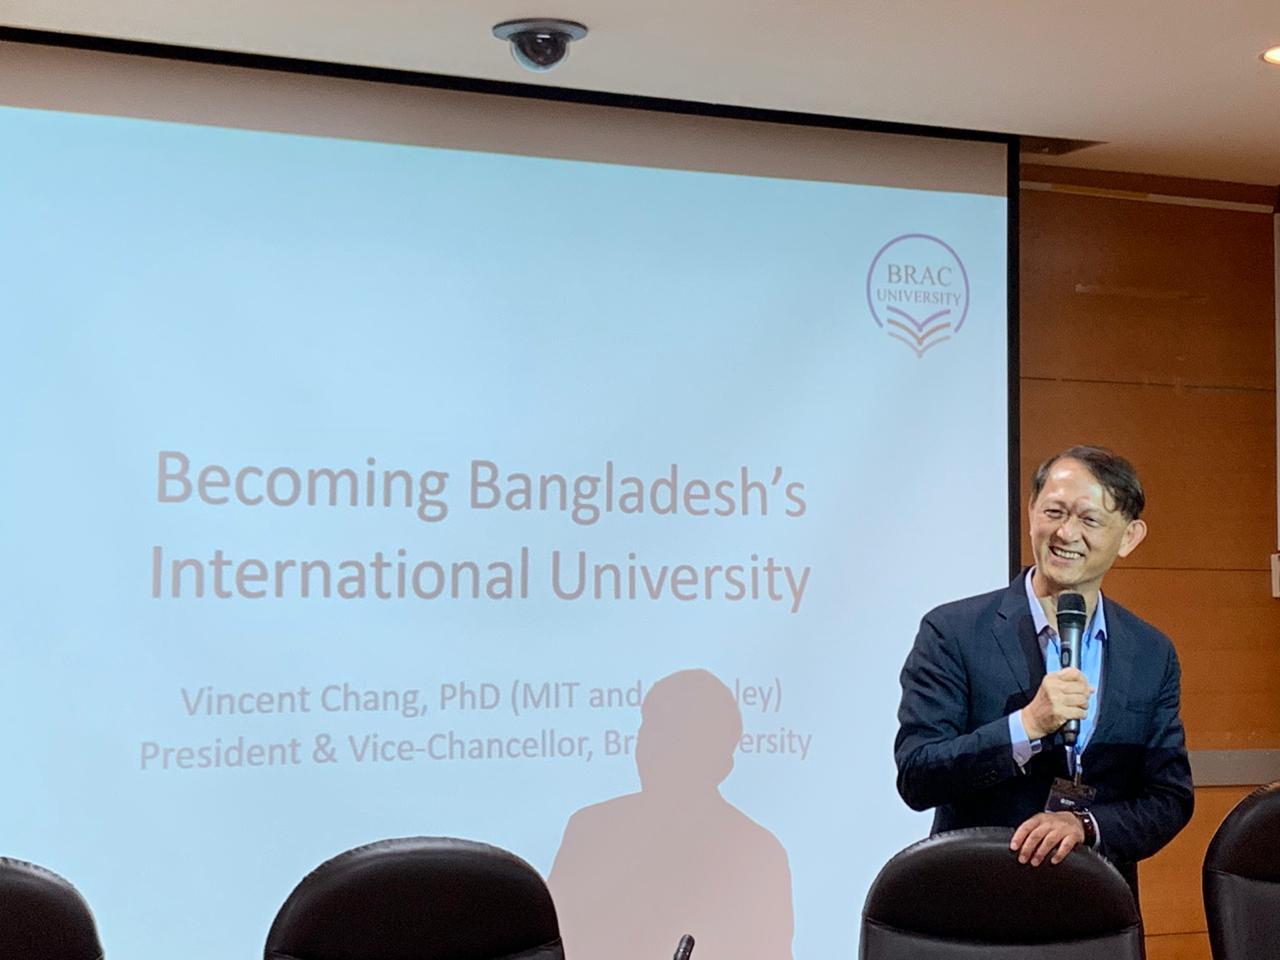 BRAC
UNIVERSITY
Becoming Bangladesh's
International University
Vincent Chang, PhD (MIT and
President & Vice-Chancellor,